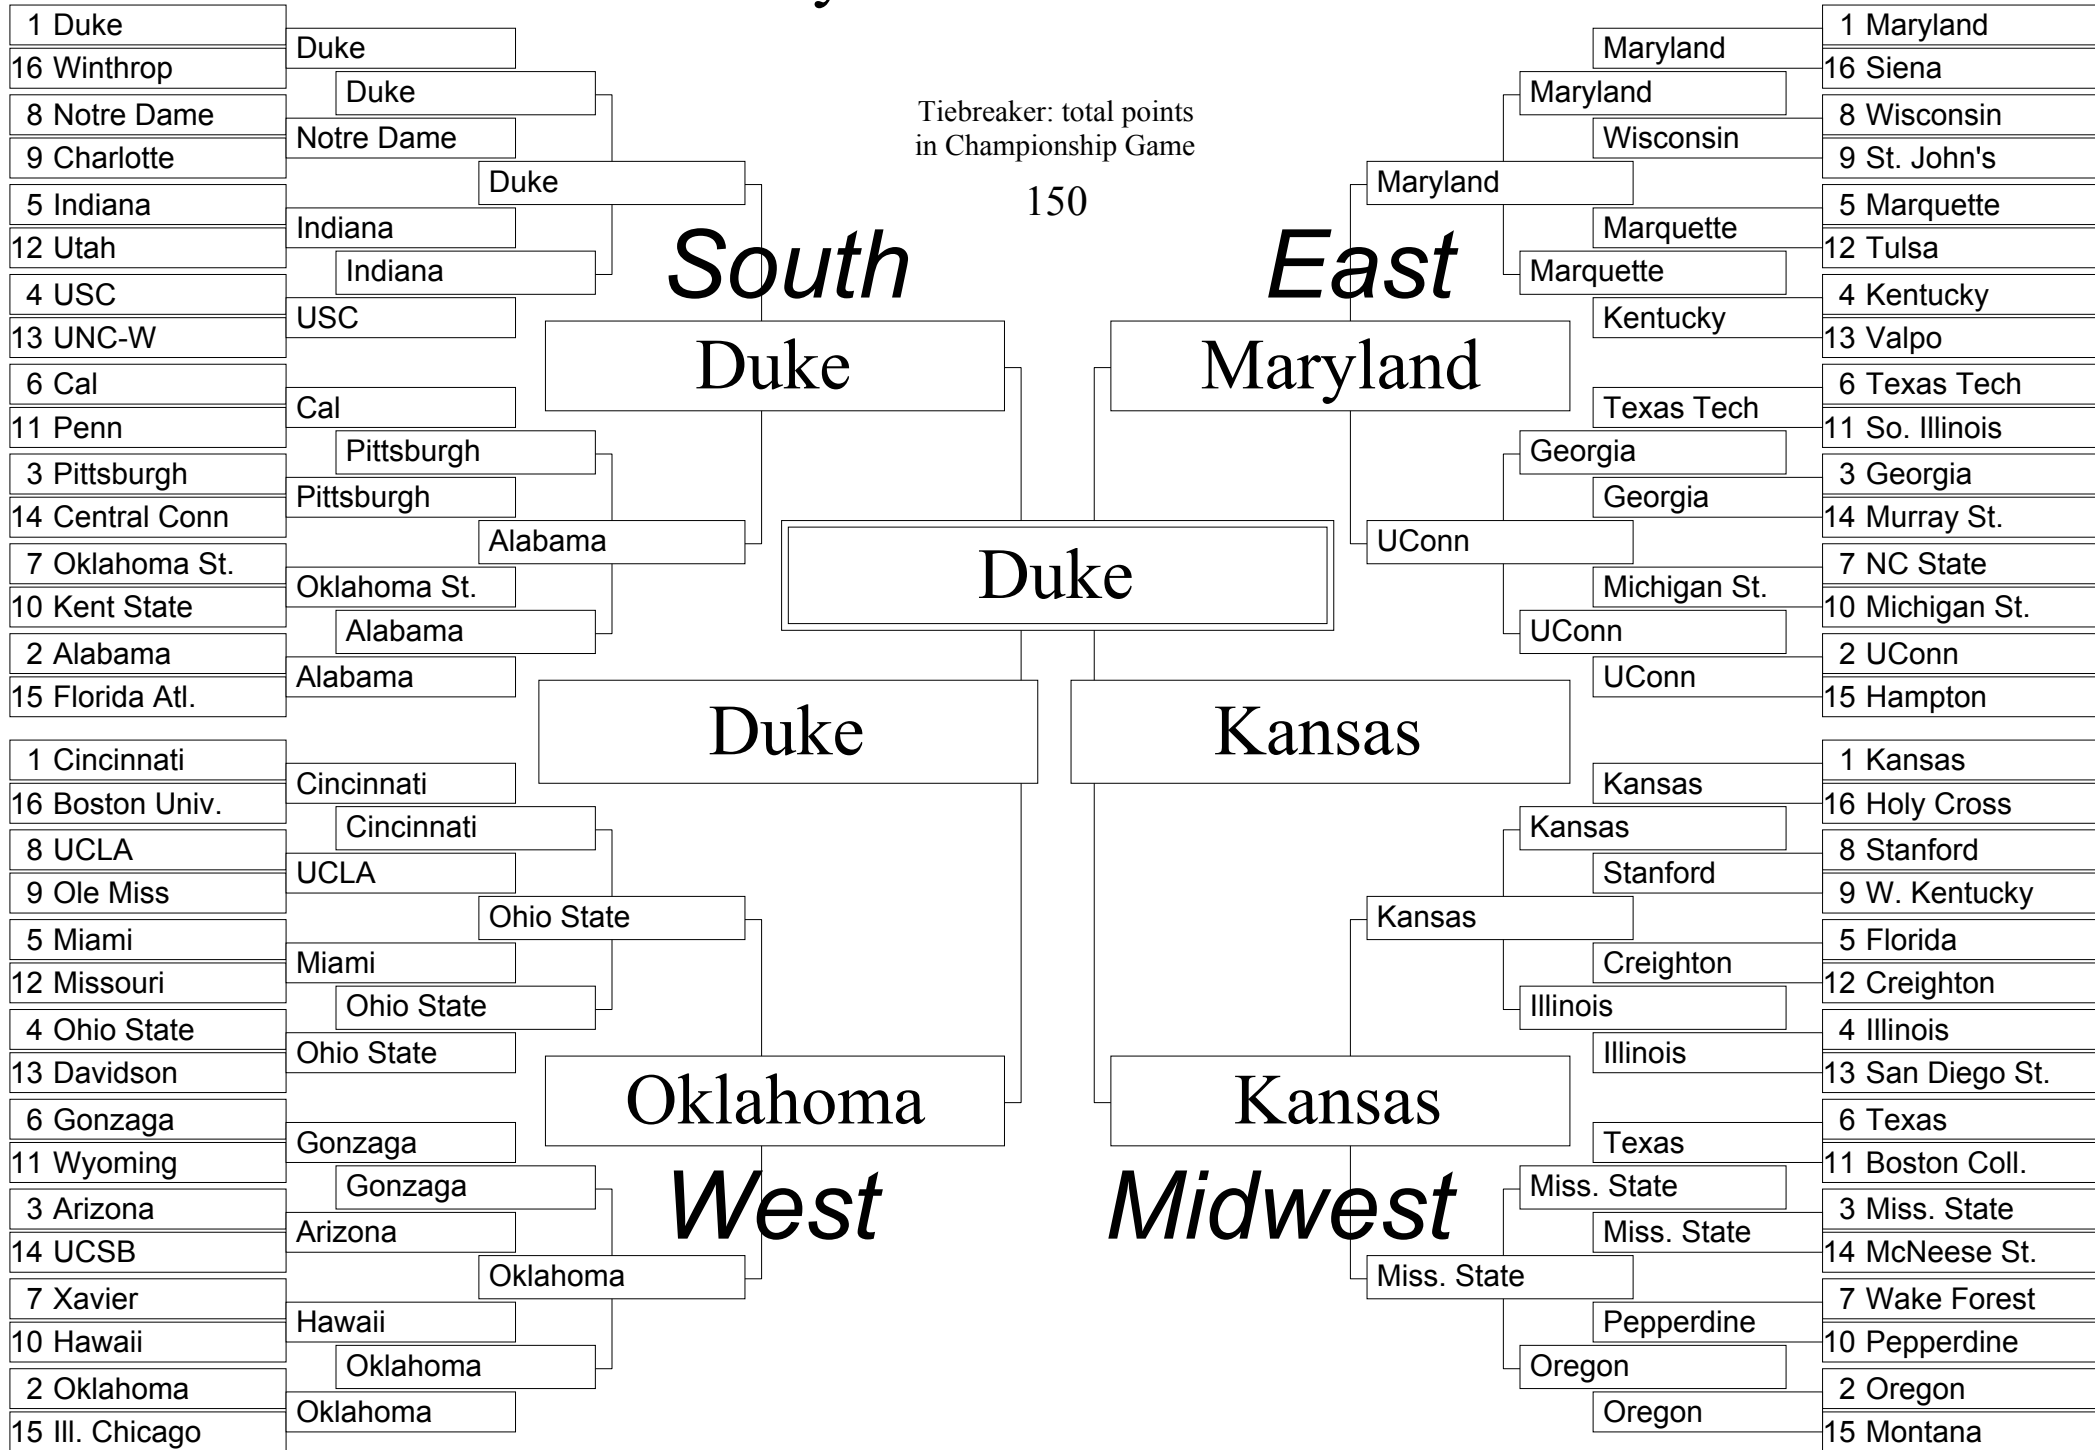 y
1 Duke
16 Winthrop
8 Notre Dame
9 Charlotte
5 Indiana
12 Utah
4 USC
13 UNC-W
6 Cal
11 Penn
3 Pittsburgh
14 Central Conn
7 Oklahoma St.
10 Kent State
2 Alabama
15 Florida Atl.
Duke
Notre Dame
Indiana
USC
Cal
Pittsburgh
Oklahoma St.
Alabama
Duke
Indiana
Pittsburgh
Alabama
Duke
Alabama
South
Duke
1 Cincinnati
16 Boston Univ.
8 UCLA
9 Ole Miss
5 Miami
12 Missouri
4 Ohio State
13 Davidson
6 Gonzaga
11 Wyoming
3 Arizona
14 UCSB
7 Xavier
10 Hawaii
2 Oklahoma
15 Ill. Chicago
Cincinnati
UCLA
Miami
Ohio State
Gonzaga
Arizona
Hawaii
Oklahoma
Cincinnati
Ohio State
Gonzaga
Oklahoma
Ohio State
Oklahoma
Oklahoma
West
Tiebreaker: total points
in Championship Game
150
Duke
Duke
Kansas
East
Maryland
Maryland
UConn
Maryland
Marquette
Georgia
UConn
Maryland
Wisconsin
Marquette
Kentucky
Texas Tech
Georgia
Michigan St.
UConn
1 Maryland
16 Siena
8 Wisconsin
9 St. John's
5 Marquette
12 Tulsa
4 Kentucky
13 Valpo
6 Texas Tech
11 So. Illinois
3 Georgia
14 Murray St.
7 NC State
10 Michigan St.
2 UConn
15 Hampton
Kansas
Midwest
Kansas
Miss. State
Kansas
Illinois
Miss. State
Oregon
Kansas
Stanford
Creighton
Illinois
Texas
Miss. State
Pepperdine
Oregon
1 Kansas
16 Holy Cross
8 Stanford
9 W. Kentucky
5 Florida
12 Creighton
4 Illinois
13 San Diego St.
6 Texas
11 Boston Coll.
3 Miss. State
14 McNeese St.
7 Wake Forest
10 Pepperdine
2 Oregon
15 Montana